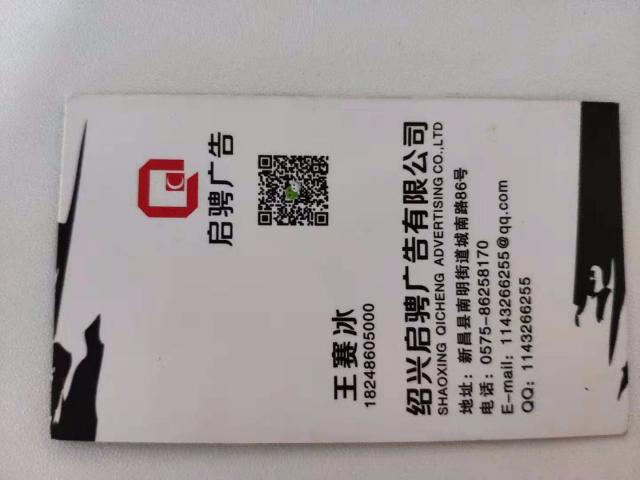 启骋广告
王赛冰
18248605000
绍兴启骋广告有限公司
SHAOXING QICHENG ADVERTISING CO.,LTD
地址：新昌县南明街道城南路86号
电话：0575-86258170
E-mail：1143266255@qq.com
QQ：1143266255